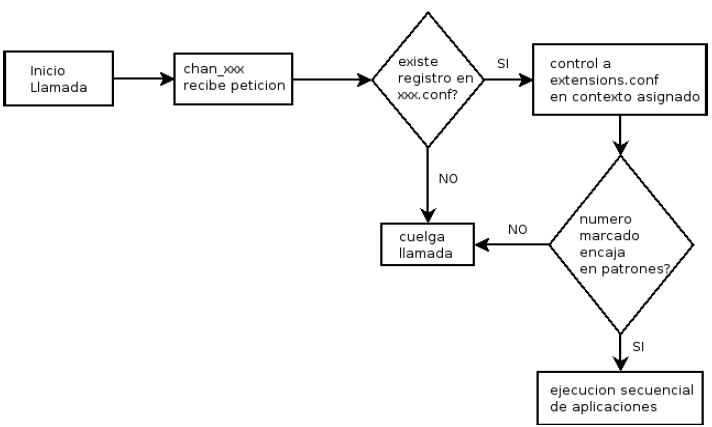 Inicio
Llamada
chan_xxx
recibe peticion
existe
registro en
xxx.conf?
SI
control a
extensions.conf
en contexto asignado
NO
cuelga
llamada
NO
numero
marcado
encaja
en patrones?
SI
ejecucion secuencial
de aplicaciones